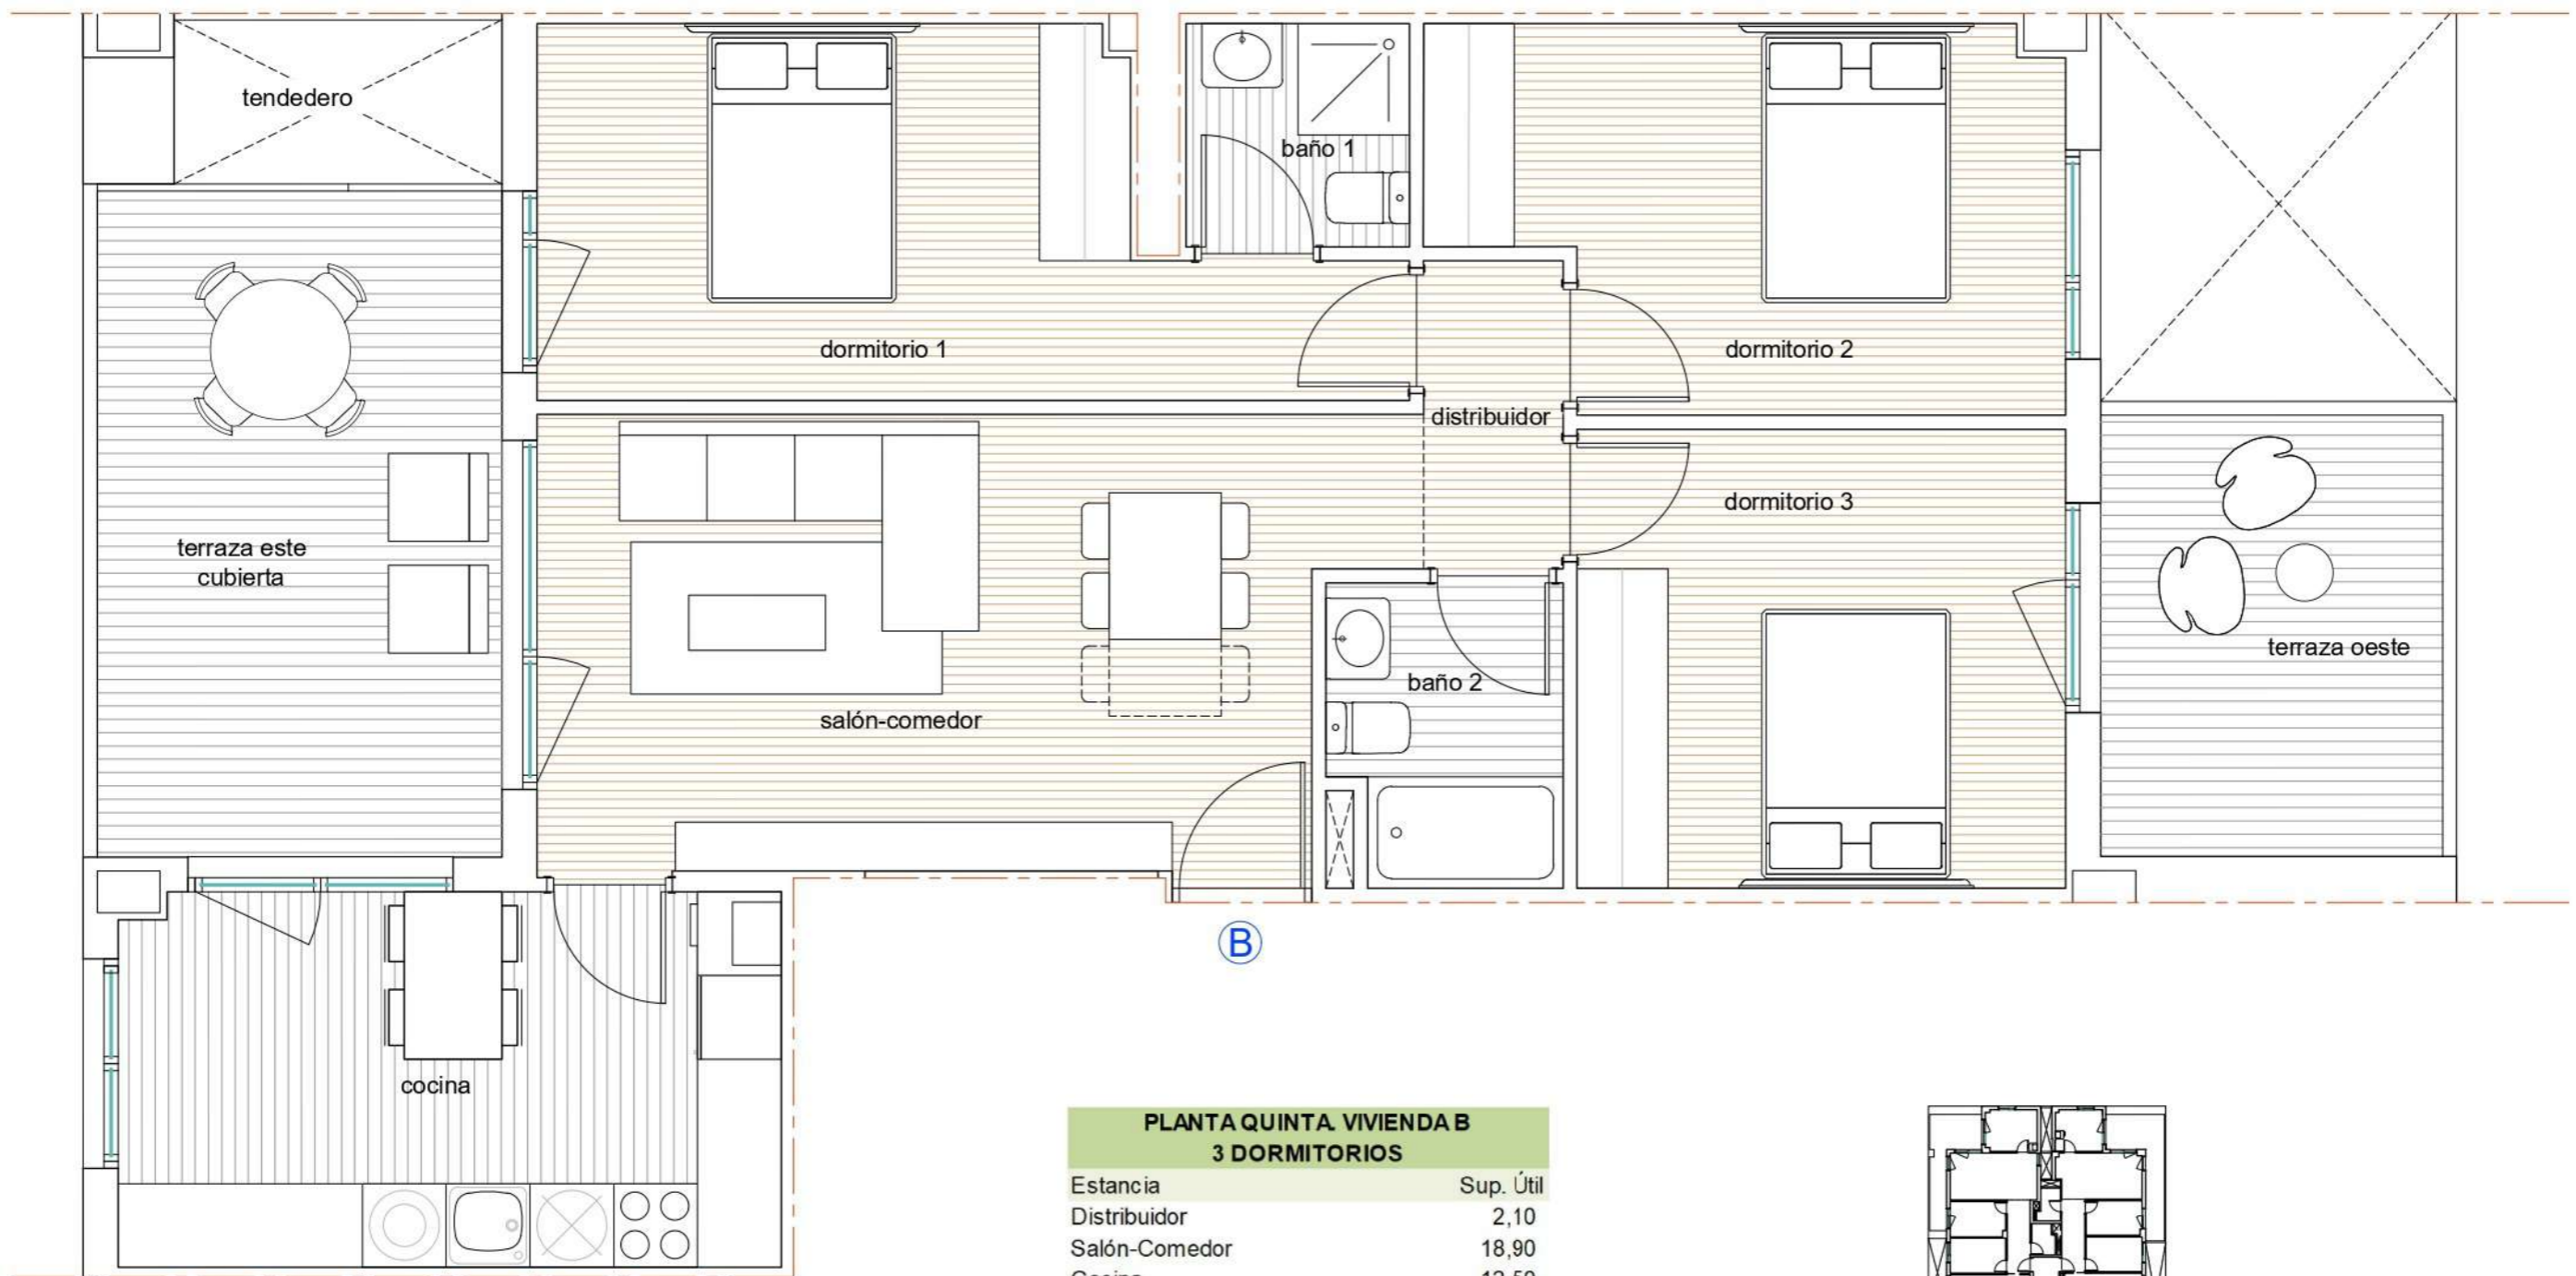 tendedero
baño 1
dormitorio 1
dormitorio 2
distribuidor
dormitorio 3
terraza este
cubierta
terraza oeste
baño 2
salón-comedor
B
cocina
PLANTA QUINTA. VIVIENDA B
3 DORMITORIOS
Estancia Sup. Útil
Distribuidor 2,10
Salón-Comedor 18,90